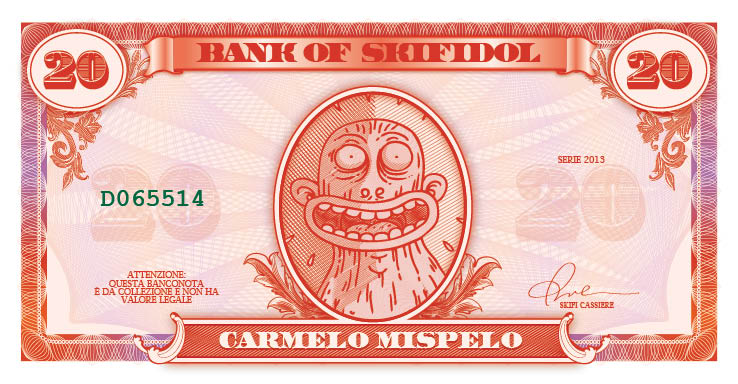 20
BANK OF SKIFIDOL
20
SERIE 2013
20
D065514
20
ATTENZIONE:
QUESTA BANCONOTA
È DA COLLEZIONE E NON HA
VALORE LEGALE
SKIFI CASSIERE
CARMELO MISPELO